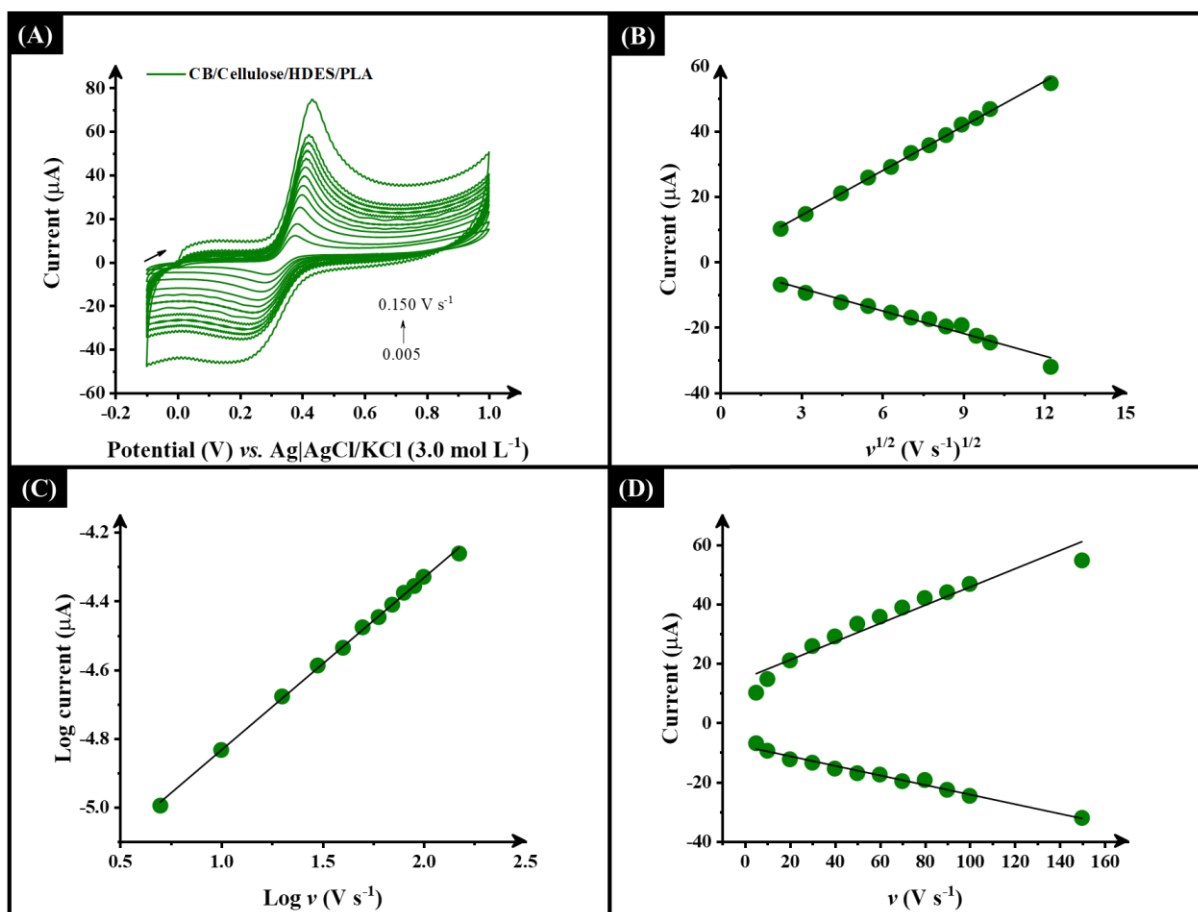 (A)
CB/Cellulose/HDES/PLA
80
60
40
20
0
-20
-40
-60
Current (μA)
0.150 V s⁻¹
0.005
-0.2 0.0 0.2 0.4 0.6 0.8 1.0
Potential (V) vs. Ag|AgCl/KCl (3.0 mol L⁻¹)
(B)
60
40
20
0
-20
-40
Current (μA)
0 3 6 9 12 15
ν¹/² (V s⁻¹)¹/²
(C)
-4.2
-4.4
-4.6
-4.8
-5.0
Log current (μA)
0.5 1.0 1.5 2.0 2.5
Log ν (V s⁻¹)
(D)
60
40
20
0
-20
-40
Current (μA)
0 20 40 60 80 100 120 140 160
ν (V s⁻¹)